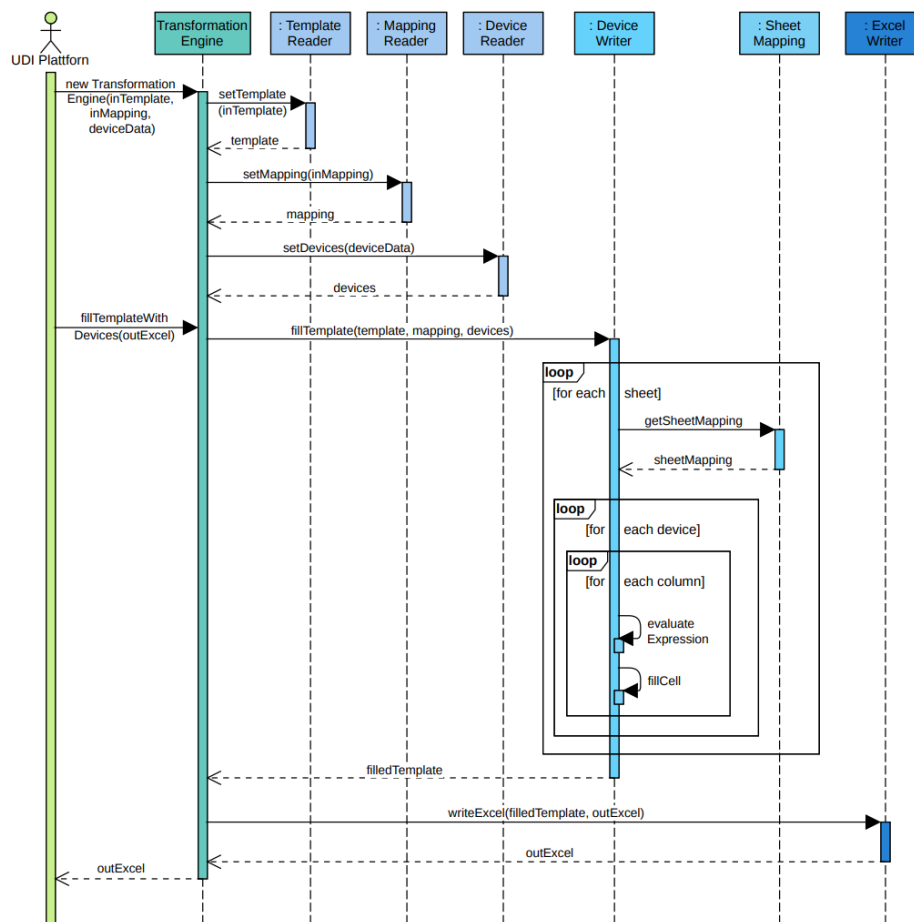 UDI Plattforn
Transformation
Engine
: Template
Reader
: Mapping
Reader
: Device
Reader
: Device
Writer
: Sheet
Mapping
: Excel
Writer
new Transformation
Engine(inTemplate,
inMapping,
deviceData)
setTemplate
(inTemplate)
template
setMapping(inMapping)
mapping
setDevices(deviceData)
devices
fillTemplateWith
Devices(outExcel)
fillTemplate(template, mapping, devices)
loop
[for each sheet]
getSheetMapping
sheetMapping
loop
[for each device]
loop
[for each column]
evaluate
Expression
fillCell
filledTemplate
writeExcel(filledTemplate, outExcel)
outExcel
outExcel